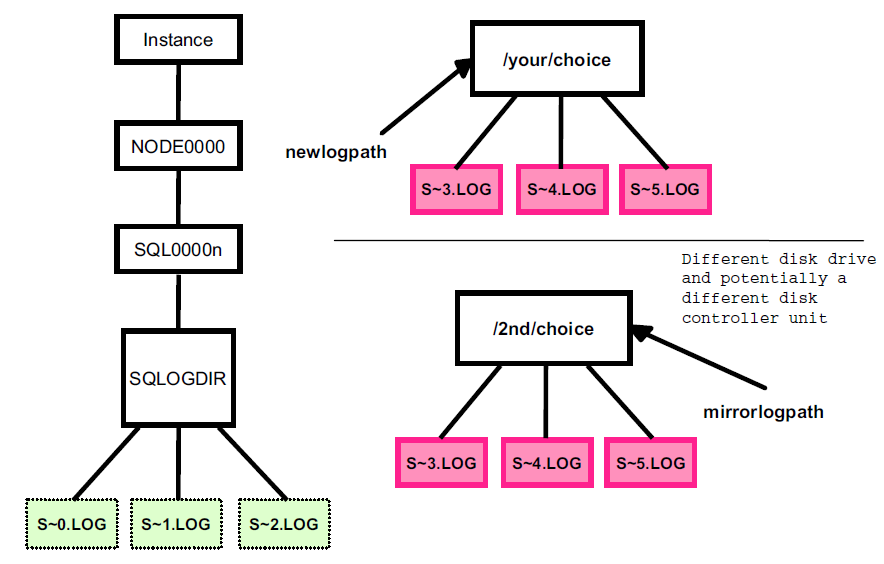 Instance
NODE0000
SQL0000n
SQLOGDIR
S~0.LOG
S~1.LOG
S~2.LOG
/your/choice
newlogpath
S~3.LOG
S~4.LOG
S~5.LOG
Different disk drive
and potentially a
different disk
controller unit
/2nd/choice
mirrorlogpath
S~3.LOG
S~4.LOG
S~5.LOG